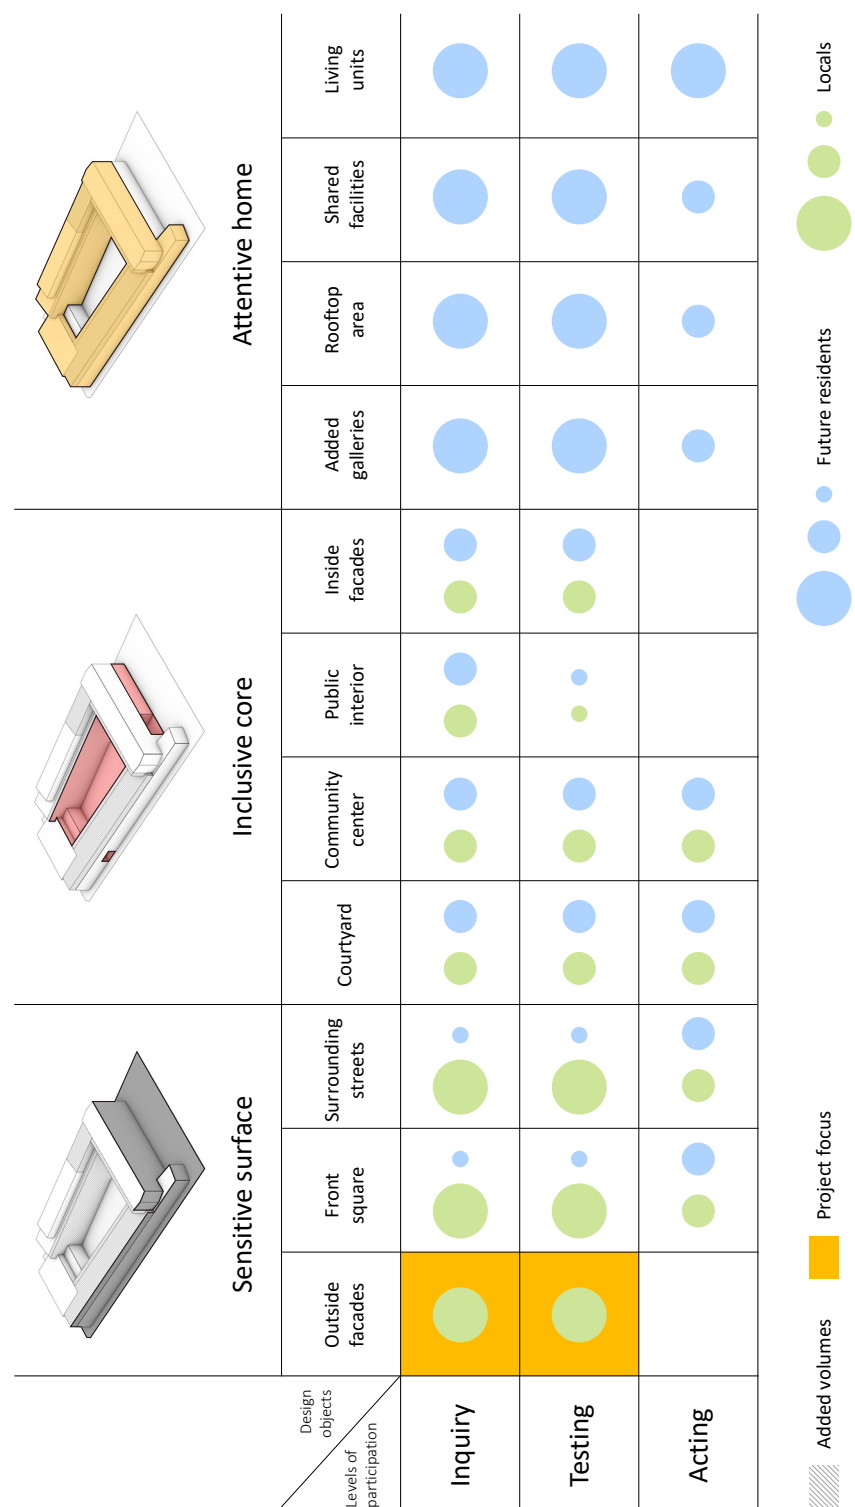 Sensitive surface
Inclusive core
Attentive home
Design
objects
Levels of
participation
Outside
facades
Front
square
Surrounding
streets
Courtyard
Community
center
Public
interior
Inside
facades
Added
galleries
Rooftop
area
Shared
facilities
Living
units
Inquiry
Testing
Acting
Added volumes
Project focus
Future residents
Locals